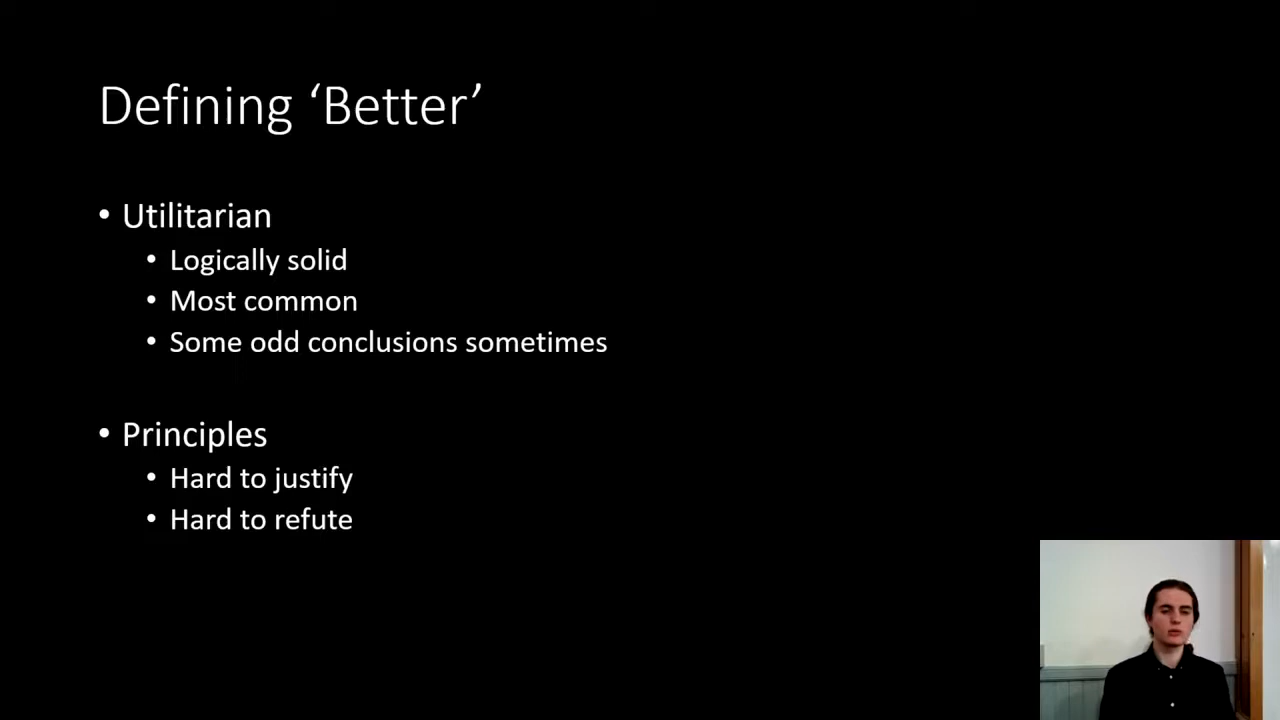 Defining ‘Better’
• Utilitarian
• Logically solid
• Most common
• Some odd conclusions sometimes
• Principles
• Hard to justify
• Hard to refute